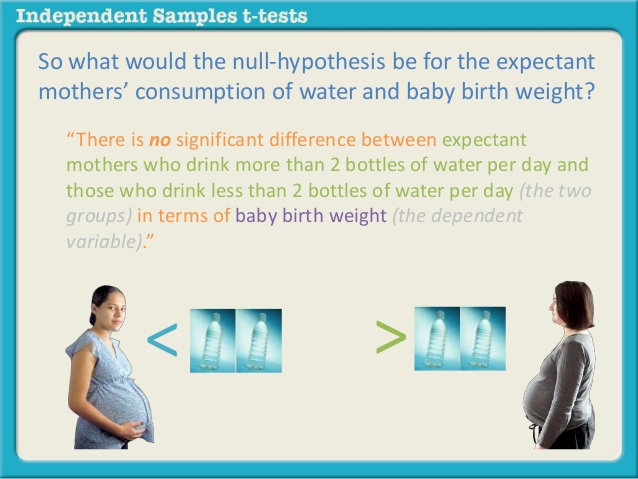 Independent Samples t-tests
So what would the null-hypothesis be for the expectant
mothers’ consumption of water and baby birth weight?
“There is no significant difference between expectant
mothers who drink more than 2 bottles of water per day and
those who drink less than 2 bottles of water per day (the two
groups) in terms of baby birth weight (the dependent
variable).”
< >